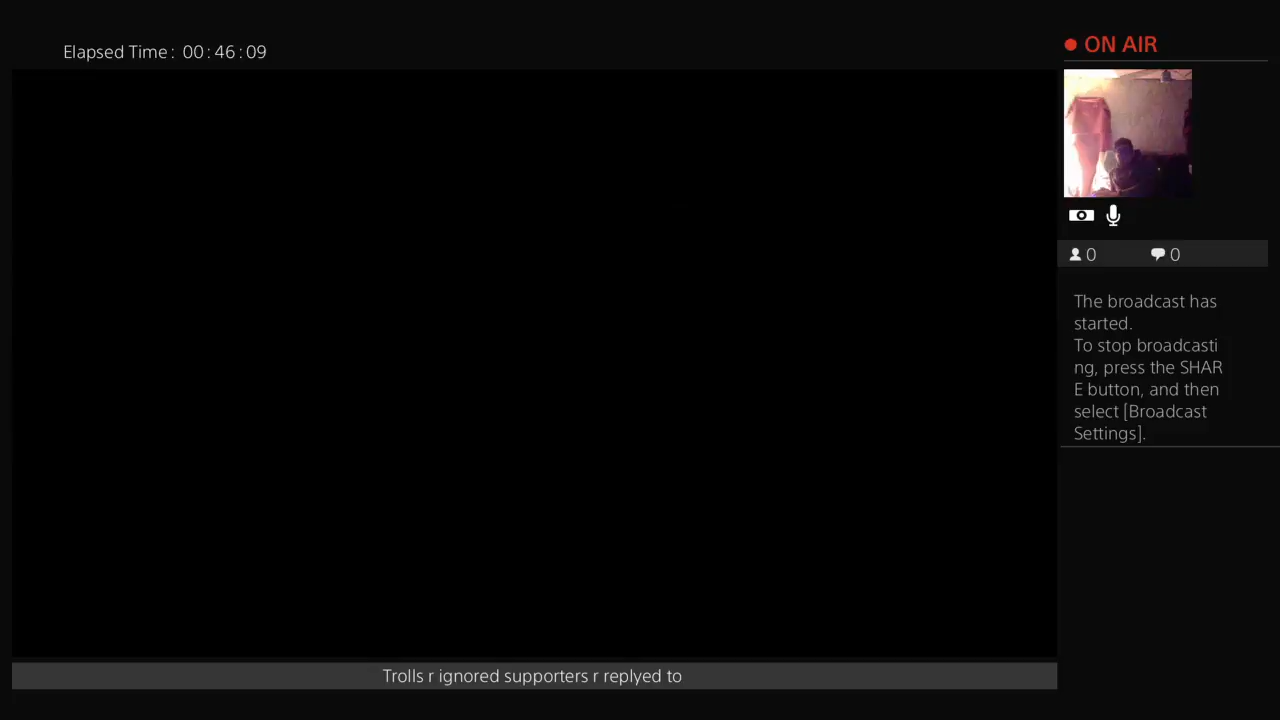 Elapsed Time: 00:46:09
ON AIR
0 0
The broadcast has
started.
To stop broadcasti
ng, press the SHAR
E button, and then
select [Broadcast
Settings].
Trolls r ignored supporters r replyed to